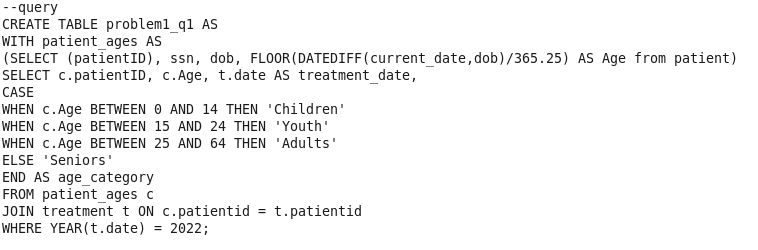 --query
CREATE TABLE problem1_q1 AS
WITH patient_ages AS
(SELECT (patientID), ssn, dob, FLOOR(DATEDIFF(current_date,dob)/365.25) AS Age from patient)
SELECT c.patientID, c.Age, t.date AS treatment_date,
CASE
WHEN c.Age BETWEEN 0 AND 14 THEN 'Children'
WHEN c.Age BETWEEN 15 AND 24 THEN 'Youth'
WHEN c.Age BETWEEN 25 AND 64 THEN 'Adults'
ELSE 'Seniors'
END AS age_category
FROM patient_ages c
JOIN treatment t ON c.patientid = t.patientid
WHERE YEAR(t.date) = 2022;